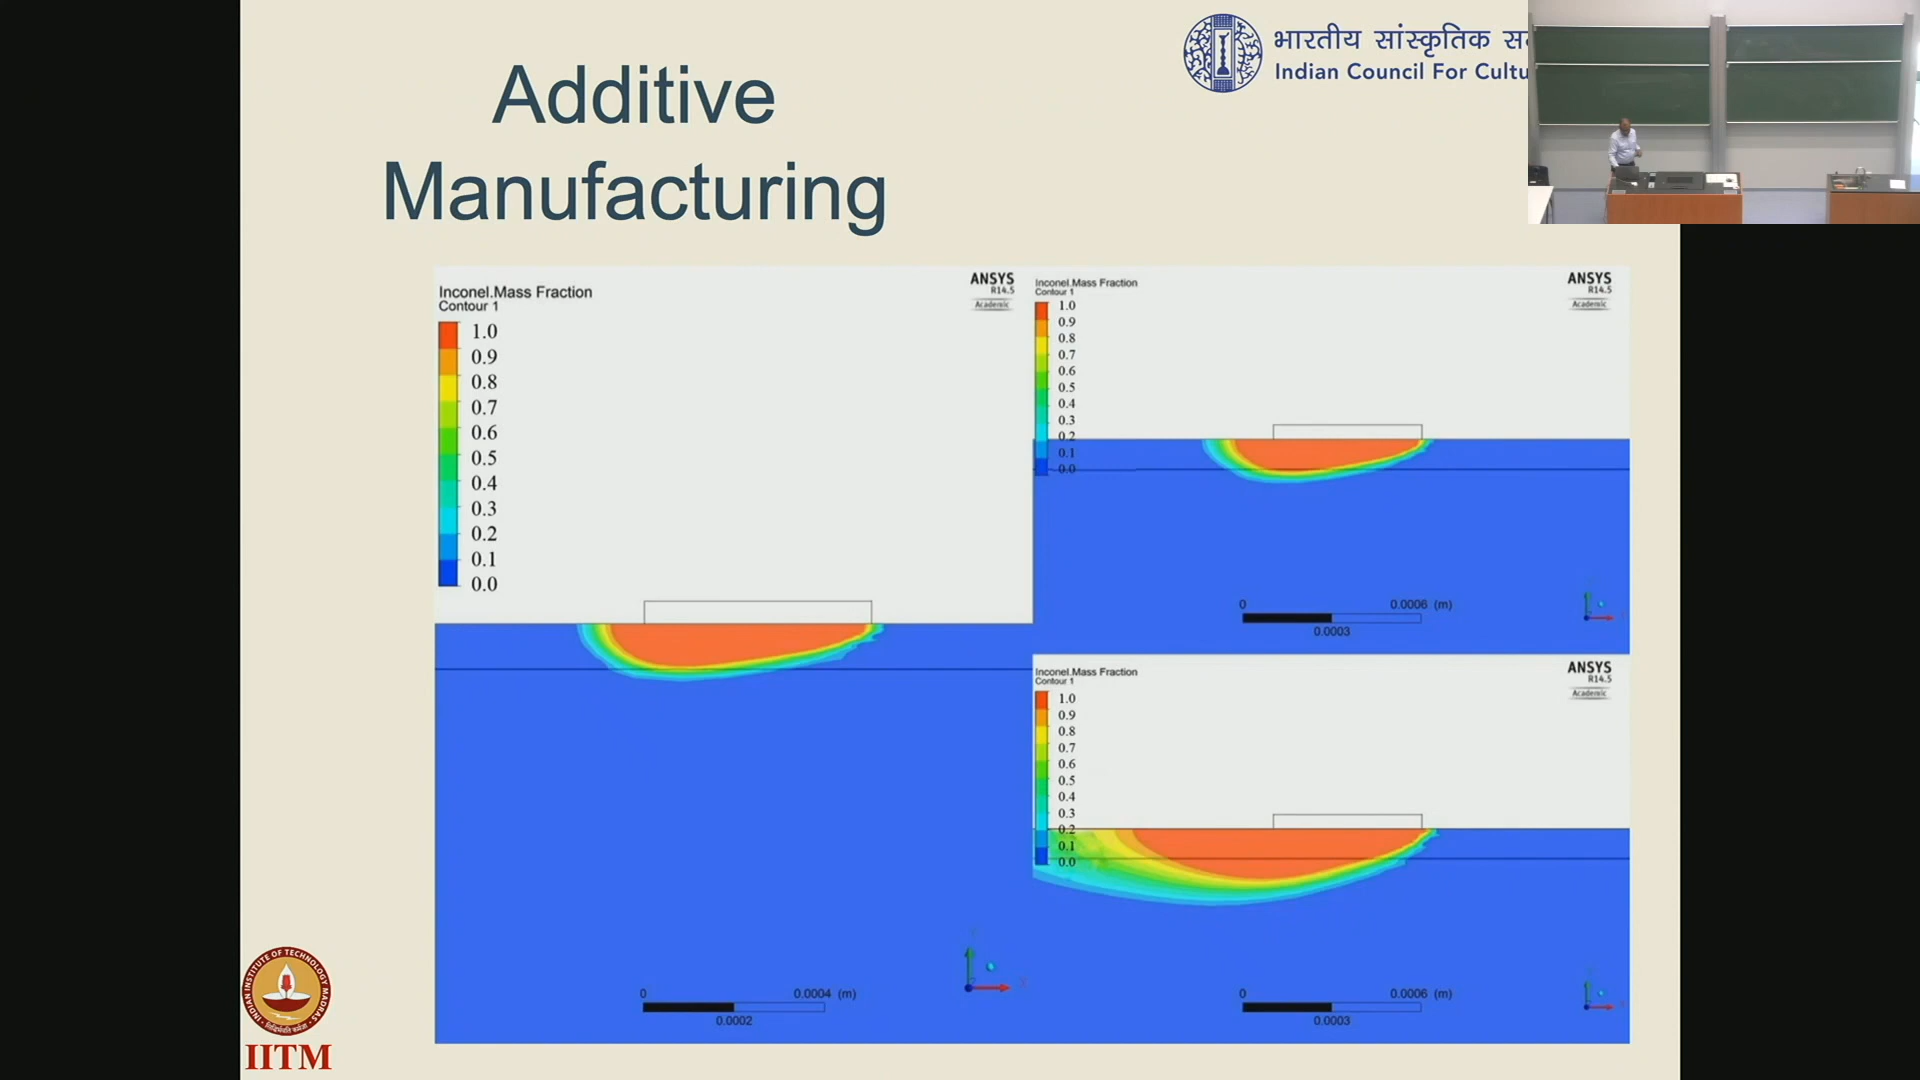 Additive
Manufacturing
भारतीय सांस्कृतिक
Indian Council For
Inconel.Mass Fraction
Contour 1
1.0
0.9
0.8
0.7
0.6
0.5
0.4
0.3
0.2
0.1
0.0
ANSYS
R14.5
Academic
0 0.0004 (m)
0.0002
Inconel.Mass Fraction
Contour 1
1.0
0.9
0.8
0.7
0.6
0.5
0.4
0.3
0.2
0.1
0.0
ANSYS
R14.5
Academic
0 0.0006 (m)
0.0003
Inconel.Mass Fraction
Contour 1
1.0
0.9
0.8
0.7
0.6
0.5
0.4
0.3
0.2
0.1
0.0
ANSYS
R14.5
Academic
0 0.0006 (m)
0.0003
INDIAN INSTITUTE OF TECHNOLOGY MADRAS
IITM